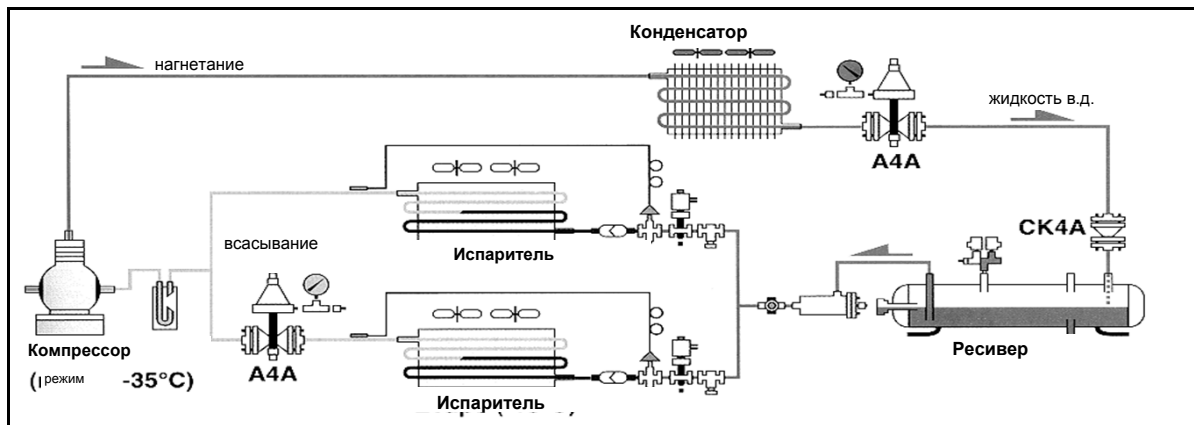 Конденсатор
нагнетание
жидкость в.д.
A4A
CK4A
всасывание
Испаритель
Компрессор
(режим -35°C)
A4A
Ресивер
Испаритель